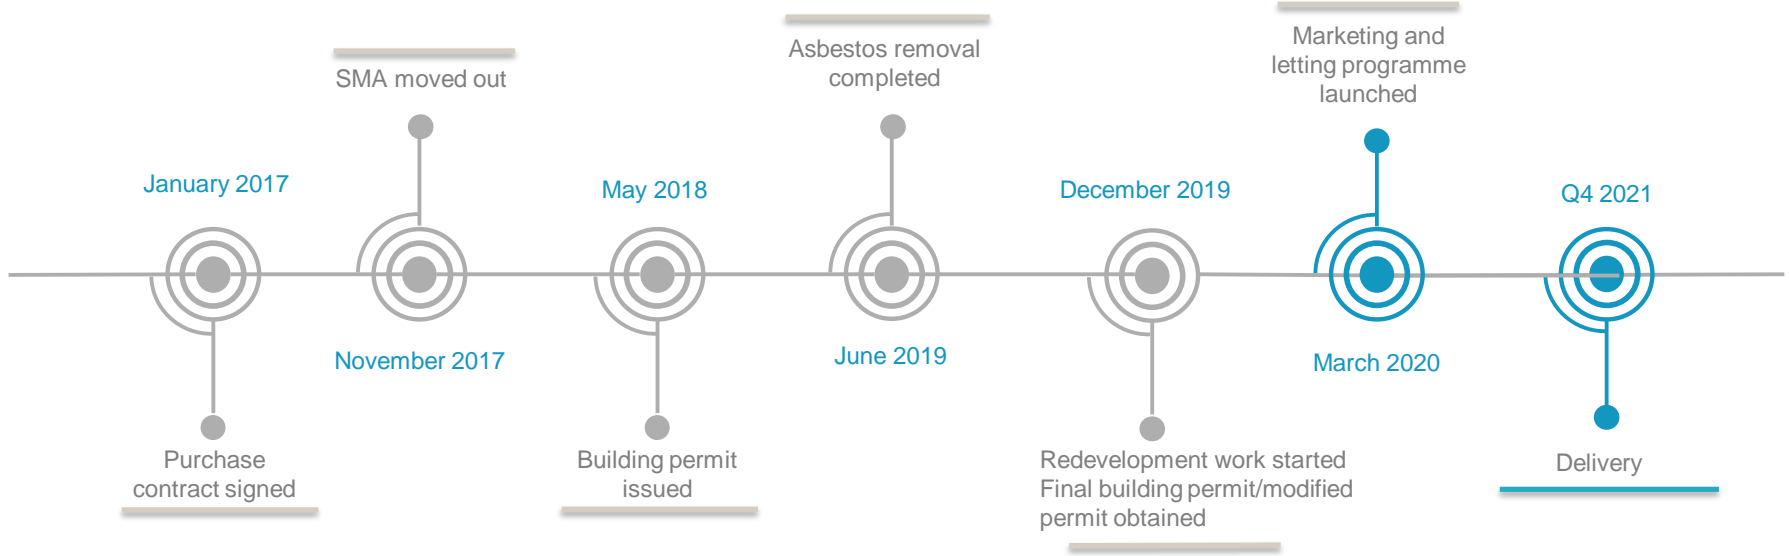 January 2017
Purchase
contract signed
SMA moved out
November 2017
May 2018
Building permit
issued
Asbestos removal
completed
June 2019
December 2019
Redevelopment work started
Final building permit/modified
permit obtained
Marketing and
letting programme
launched
March 2020
Q4 2021
Delivery